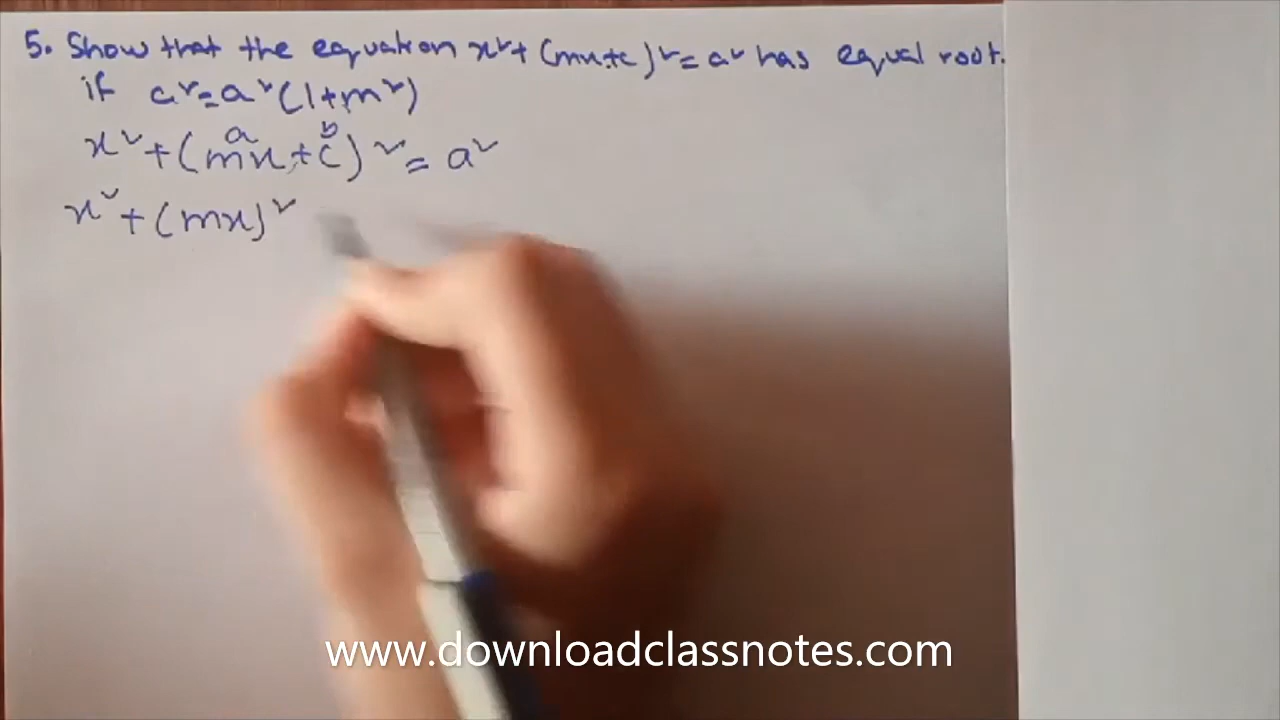 5. Show that the equation x² + (mx+c)² = a² has equal root.
if c² = a² (1+m²)
a b
x² + (mx+c)² = a²
x² + (mx)²
www.downloadclassnotes.com